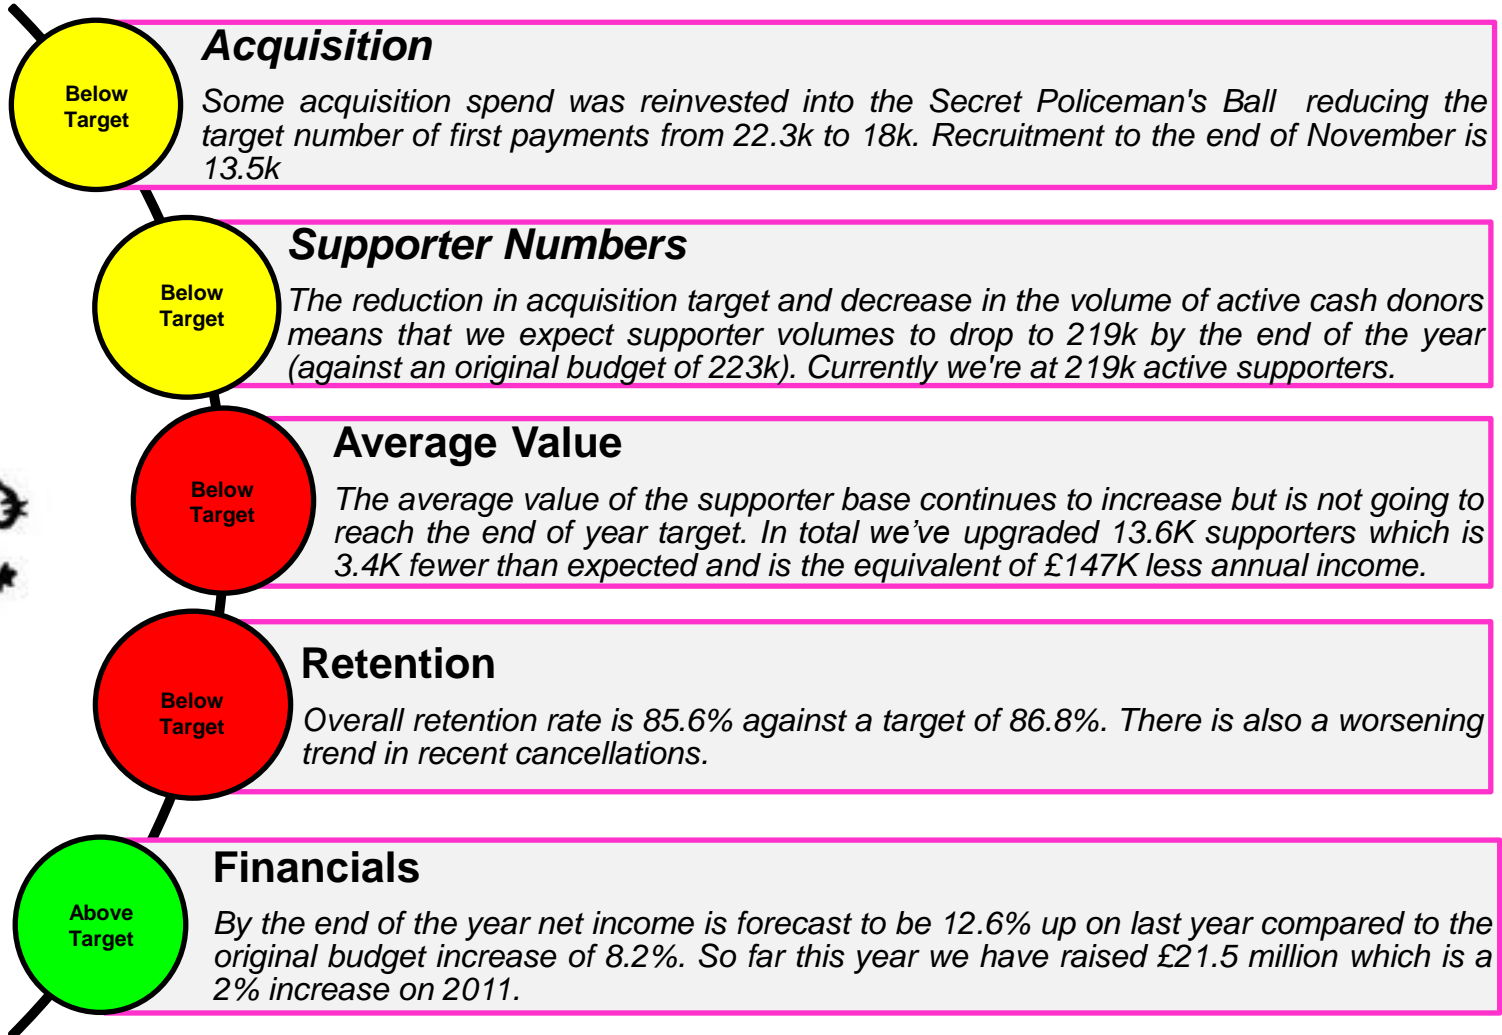 Acquisition
Below
Target
Some acquisition spend was reinvested into the Secret Policeman's Ball reducing the
target number of first payments from 22.3k to 18k. Recruitment to the end of November is
13.5k
Supporter Numbers
Below
Target
The reduction in acquisition target and decrease in the volume of active cash donors
means that we expect supporter volumes to drop to 219k by the end of the year
(against an original budget of 223k). Currently we're at 219k active supporters.
Average Value
Below
Target
The average value of the supporter base continues to increase but is not going to
reach the end of year target. In total we’ve upgraded 13.6K supporters which is
3.4K fewer than expected and is the equivalent of £147K less annual income.
Retention
Below
Target
Overall retention rate is 85.6% against a target of 86.8%. There is also a worsening
trend in recent cancellations.
Financials
Above
Target
By the end of the year net income is forecast to be 12.6% up on last year compared to the
original budget increase of 8.2%. So far this year we have raised £21.5 million which is a
2% increase on 2011.